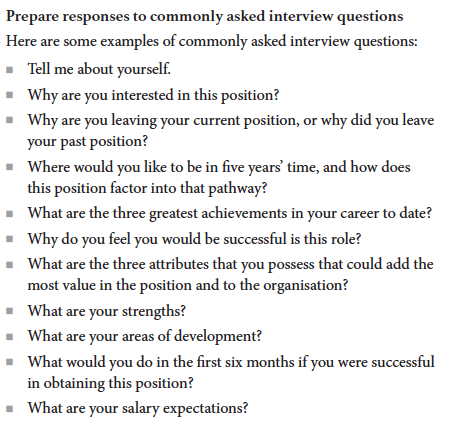 Prepare responses to commonly asked interview questions
Here are some examples of commonly asked interview questions:
■ Tell me about yourself.
■ Why are you interested in this position?
■ Why are you leaving your current position, or why did you leave
your past position?
■ Where would you like to be in five years’ time, and how does
this position factor into that pathway?
■ What are the three greatest achievements in your career to date?
■ Why do you feel you would be successful is this role?
■ What are the three attributes that you possess that could add the
most value in the position and to the organisation?
■ What are your strengths?
■ What are your areas of development?
■ What would you do in the first six months if you were successful
in obtaining this position?
■ What are your salary expectations?